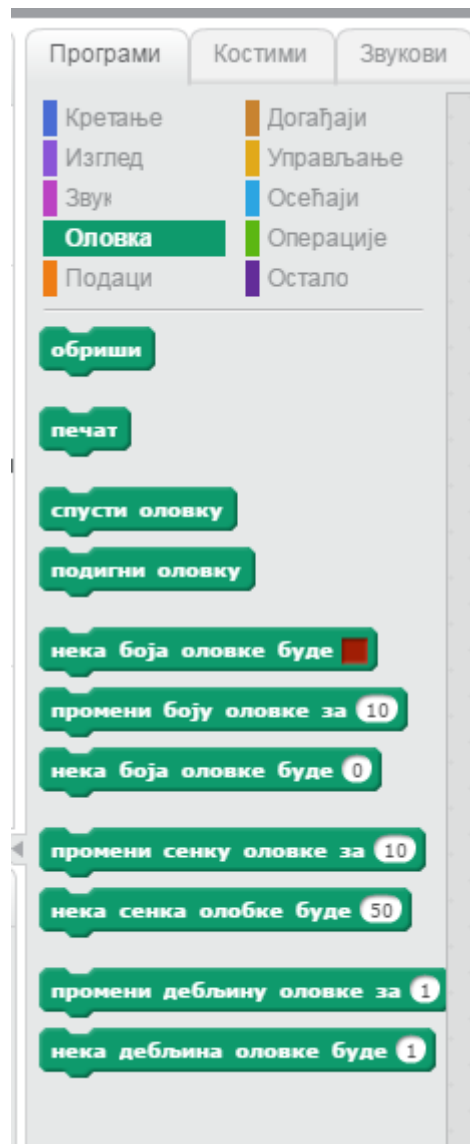 Програми Костими Звукови
Кретање Догађаји
Изглед Управљање
Звук Осећаји
Оловка Операције
Подаци Остало
обриши
печат
спусти оловку
подигни оловку
нека боја оловке буде
промени боју оловке за 10
нека боја оловке буде 0
промени сенку оловке за 10
нека сенка олобке буде 50
промени дебљину оловке за 1
нека дебљина оловке буде 1